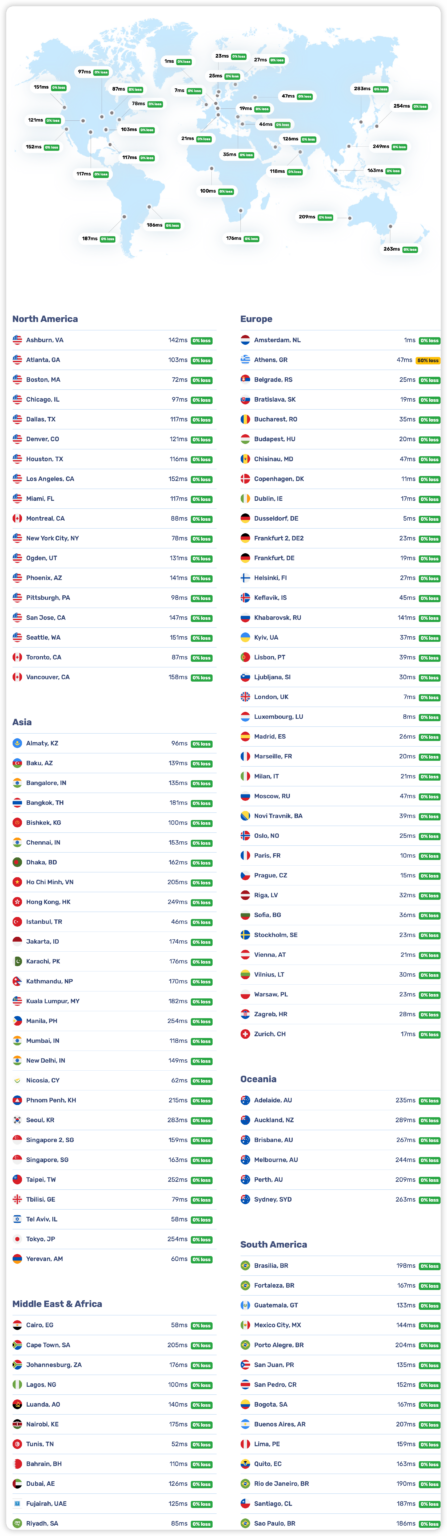 1ms 0% loss
23ms 0% loss
27ms 0% loss
97ms 0% loss
25ms 0% loss
151ms 0% loss
87ms 0% loss
7ms 0% loss
283ms 0% loss
78ms 0% loss
47ms 0% loss
254ms 0% loss
19ms 0% loss
121ms 0% loss
103ms 0% loss
46ms 0% loss
21ms 0% loss
126ms 0% loss
152ms 0% loss
249ms 0% loss
117ms 0% loss
35ms 0% loss
117ms 0% loss
118ms 0% loss
163ms 0% loss
100ms 0% loss
209ms 0% loss
186ms 0% loss
187ms 0% loss
176ms 0% loss
263ms 0% loss
North America
Ashburn, VA 142ms 0% loss
Atlanta, GA 103ms 0% loss
Boston, MA 72ms 0% loss
Chicago, IL 97ms 0% loss
Dallas, TX 117ms 0% loss
Denver, CO 121ms 0% loss
Houston, TX 116ms 0% loss
Los Angeles, CA 152ms 0% loss
Miami, FL 117ms 0% loss
Montreal, CA 88ms 0% loss
New York City, NY 78ms 0% loss
Ogden, UT 131ms 0% loss
Phoenix, AZ 141ms 0% loss
Pittsburgh, PA 98ms 0% loss
San Jose, CA 147ms 0% loss
Seattle, WA 151ms 0% loss
Toronto, CA 87ms 0% loss
Vancouver, CA 158ms 0% loss
Asia
Almaty, KZ 96ms 0% loss
Baku, AZ 139ms 0% loss
Bangalore, IN 135ms 0% loss
Bangkok, TH 181ms 0% loss
Bishkek, KG 100ms 0% loss
Chennai, IN 153ms 0% loss
Dhaka, BD 162ms 0% loss
Ho Chi Minh, VN 205ms 0% loss
Hong Kong, HK 249ms 0% loss
Istanbul, TR 46ms 0% loss
Jakarta, ID 174ms 0% loss
Karachi, PK 176ms 0% loss
Kathmandu, NP 170ms 0% loss
Kuala Lumpur, MY 182ms 0% loss
Manila, PH 254ms 0% loss
Mumbai, IN 118ms 0% loss
New Delhi, IN 149ms 0% loss
Nicosia, CY 62ms 0% loss
Phnom Penh, KH 215ms 0% loss
Seoul, KR 283ms 0% loss
Singapore 2, SG 159ms 0% loss
Singapore, SG 163ms 0% loss
Taipei, TW 252ms 0% loss
Tbilisi, GE 79ms 0% loss
Tel Aviv, IL 58ms 0% loss
Tokyo, JP 254ms 0% loss
Yerevan, AM 60ms 0% loss
Middle East & Africa
Cairo, EG 58ms 0% loss
Cape Town, SA 205ms 0% loss
Johannesburg, ZA 176ms 0% loss
Lagos, NG 100ms 0% loss
Luanda, AO 140ms 0% loss
Nairobi, KE 175ms 0% loss
Tunis, TN 52ms 0% loss
Bahrain, BH 110ms 0% loss
Dubai, AE 126ms 0% loss
Fujairah, UAE 125ms 0% loss
Riyadh, SA 85ms 0% loss
Europe
Amsterdam, NL 1ms 0% loss
Athens, GR 47ms 50% loss
Belgrade, RS 25ms 0% loss
Bratislava, SK 19ms 0% loss
Bucharest, RO 35ms 0% loss
Budapest, HU 20ms 0% loss
Chisinau, MD 47ms 0% loss
Copenhagen, DK 11ms 0% loss
Dublin, IE 17ms 0% loss
Dusseldorf, DE 5ms 0% loss
Frankfurt 2, DE2 23ms 0% loss
Frankfurt, DE 19ms 0% loss
Helsinki, FI 27ms 0% loss
Keflavik, IS 45ms 0% loss
Khabarovsk, RU 141ms 0% loss
Kyiv, UA 37ms 0% loss
Lisbon, PT 39ms 0% loss
Ljubljana, SI 30ms 0% loss
London, UK 7ms 0% loss
Luxembourg, LU 8ms 0% loss
Madrid, ES 26ms 0% loss
Marseille, FR 20ms 0% loss
Milan, IT 21ms 0% loss
Moscow, RU 47ms 0% loss
Novi Travnik, BA 39ms 0% loss
Oslo, NO 25ms 0% loss
Paris, FR 10ms 0% loss
Prague, CZ 15ms 0% loss
Riga, LV 32ms 0% loss
Sofia, BG 36ms 0% loss
Stockholm, SE 23ms 0% loss
Vienna, AT 21ms 0% loss
Vilnius, LT 30ms 0% loss
Warsaw, PL 23ms 0% loss
Zagreb, HR 28ms 0% loss
Zurich, CH 17ms 0% loss
Oceania
Adelaide, AU 235ms 0% loss
Auckland, NZ 289ms 0% loss
Brisbane, AU 267ms 0% loss
Melbourne, AU 244ms 0% loss
Perth, AU 209ms 0% loss
Sydney, SYD 263ms 0% loss
South America
Brasilia, BR 198ms 0% loss
Fortaleza, BR 167ms 0% loss
Guatemala, GT 133ms 0% loss
Mexico City, MX 144ms 0% loss
Porto Alegre, BR 204ms 0% loss
San Juan, PR 135ms 0% loss
San Pedro, CR 152ms 0% loss
Bogota, SA 167ms 0% loss
Buenos Aires, AR 207ms 0% loss
Lima, PE 159ms 0% loss
Quito, EC 163ms 0% loss
Rio de Janeiro, BR 190ms 0% loss
Santiago, CL 187ms 0% loss
Sao Paulo, BR 186ms 0% loss